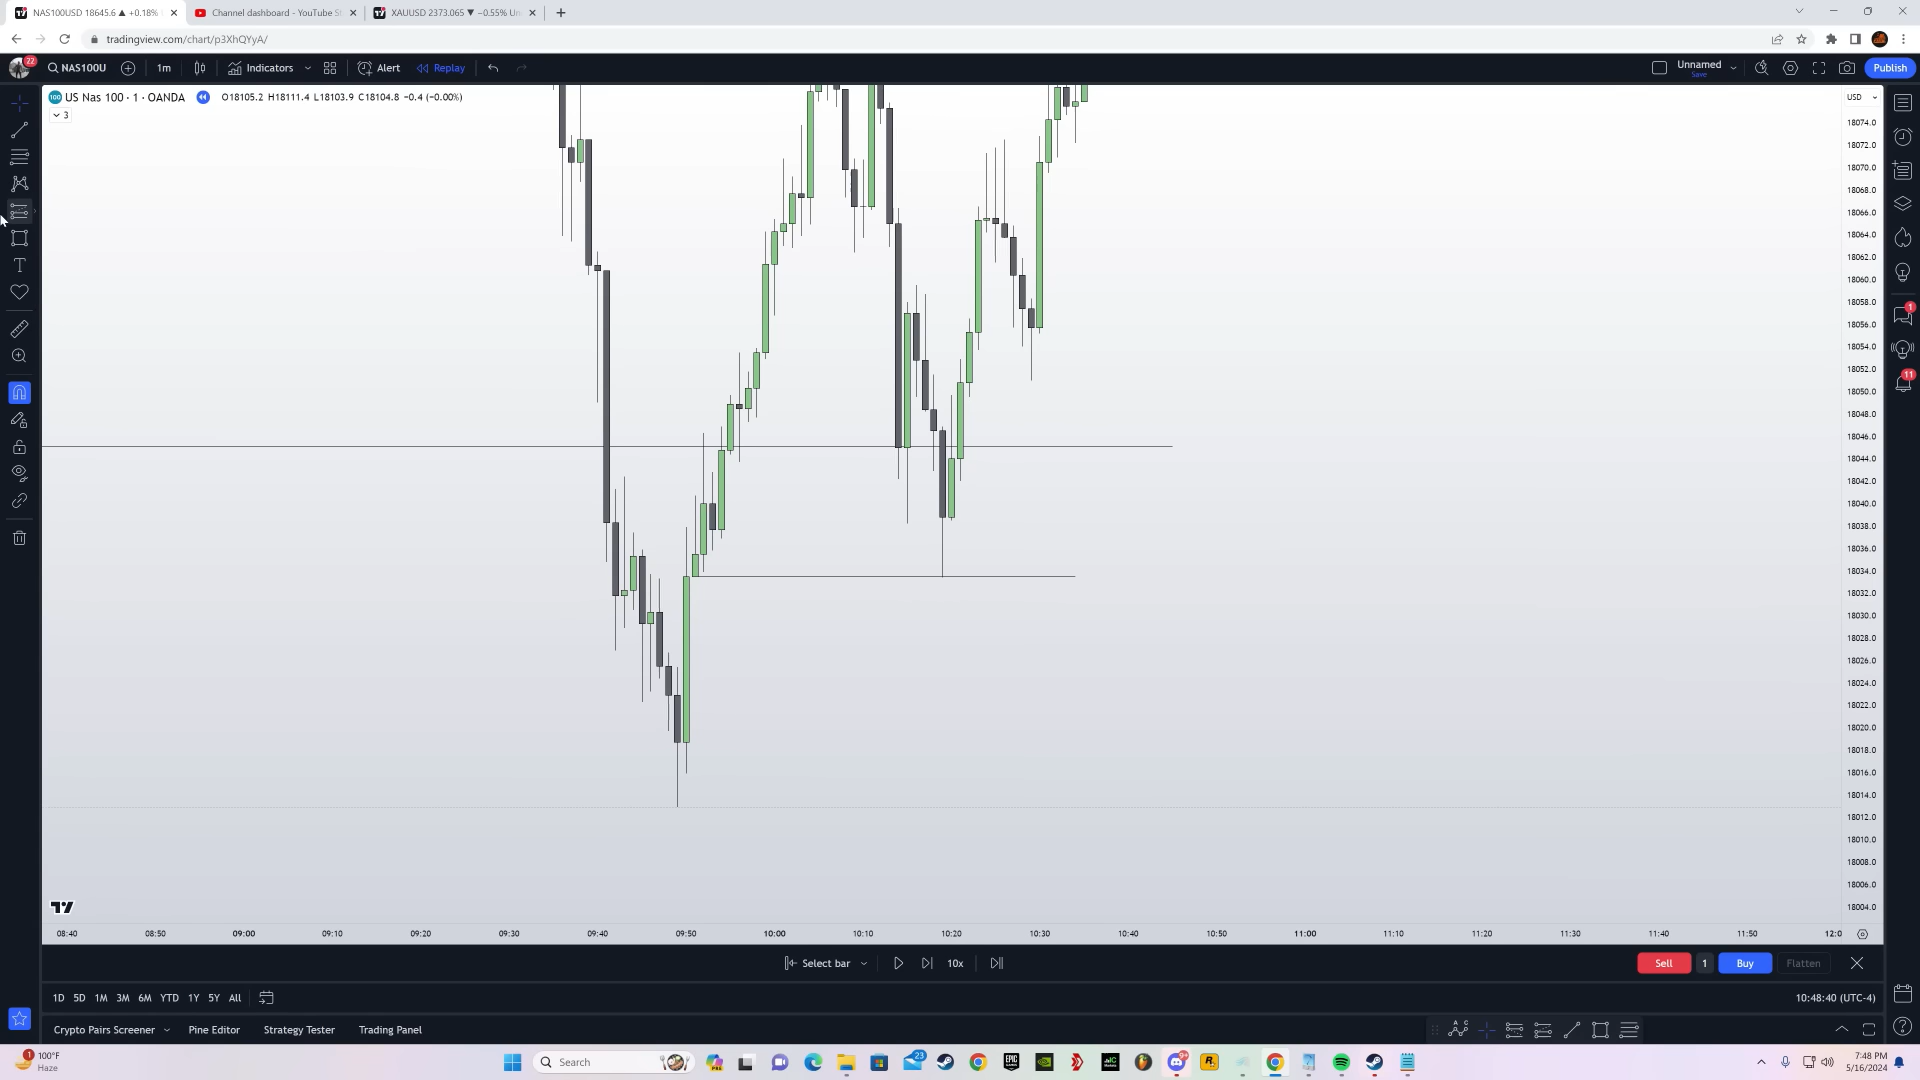 NAS100USD 18645.6 ▲ +0.18%
Channel dashboard - YouTube St
XAUUSD 2373.065 ▼ −0.55% Un
tradingview.com/chart/p3XhQYyA/
22
NAS100U
1m
Indicators
Alert
Replay
Unnamed
Save
Publish
100
US Nas 100 · 1 · OANDA
O18105.2 H18111.4 L18103.9 C18104.8 −0.4 (−0.00%)
USD
3
18074.0
18072.0
18070.0
18068.0
18066.0
18064.0
18062.0
18060.0
18058.0
18056.0
18054.0
18052.0
18050.0
18048.0
18046.0
18044.0
18042.0
18040.0
18038.0
18036.0
18034.0
18032.0
18030.0
18028.0
18026.0
18024.0
18022.0
18020.0
18018.0
18016.0
18014.0
18012.0
18010.0
18008.0
18006.0
18004.0
1
11
08:40 08:50 09:00 09:10 09:20 09:30 09:40 09:50 10:00 10:10 10:20 10:30 10:40 10:50 11:00 11:10 11:20 11:30 11:40 11:50 12:0
Select bar
10x
Sell
1
Buy
Flatten
1D 5D 1M 3M 6M YTD 1Y 5Y All
10:48:40 (UTC-4)
Crypto Pairs Screener
Pine Editor
Strategy Tester
Trading Panel
1
100°F
Haze
Search
23
EPIC GAMES
9+
7:48 PM
5/16/2024